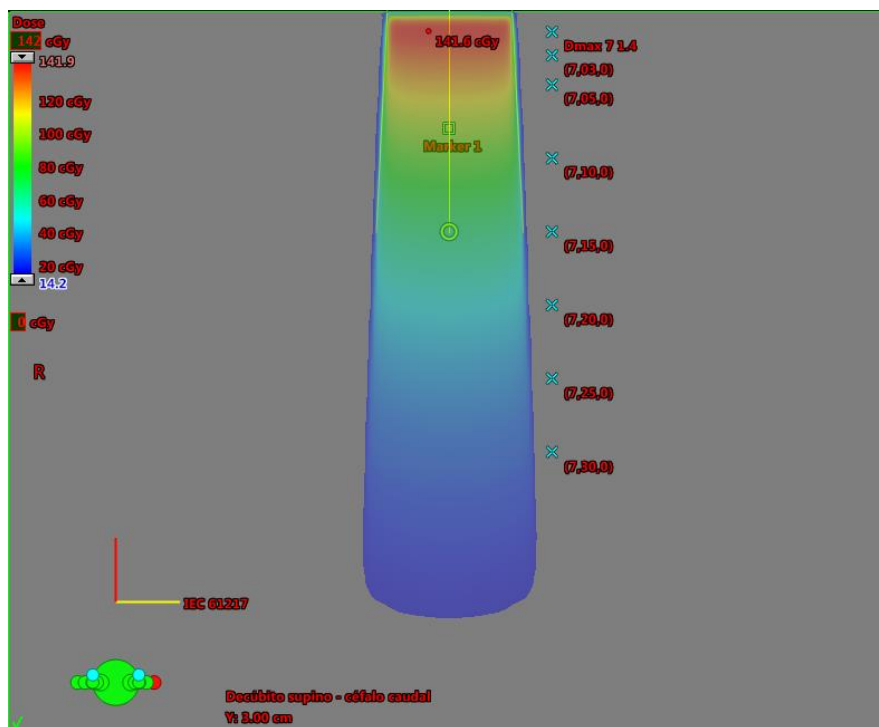 Dose
142 cGy
141.9
120 cGy
100 cGy
80 cGy
60 cGy
40 cGy
20 cGy
14.2
0 cGy
R
141.6 cGy
Marker 1
Dmax 7 1.4
(7,03,0)
(7,05,0)
(7,10,0)
(7,15,0)
(7,20,0)
(7,25,0)
(7,30,0)
IEC 61217
Decúbito supino - céfalo caudal
Y: 3.00 cm